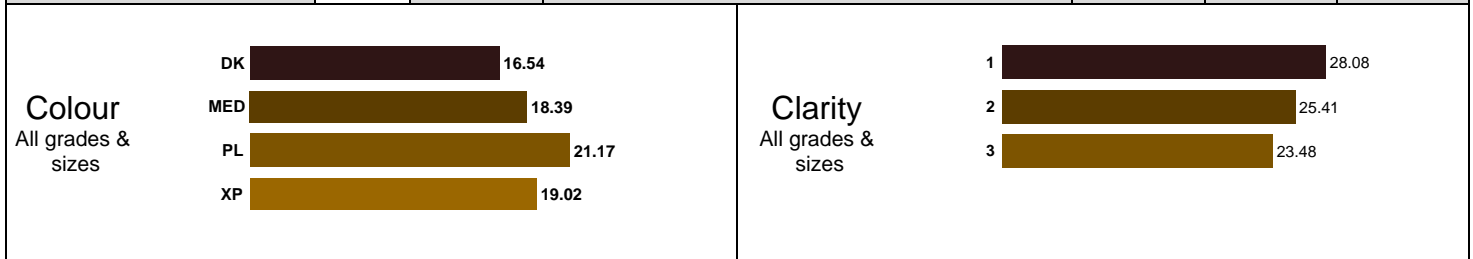 Colour
All grades &
sizes
DK 16.54
MED 18.39
PL 21.17
XP 19.02
Clarity
All grades &
sizes
1 28.08
2 25.41
3 23.48